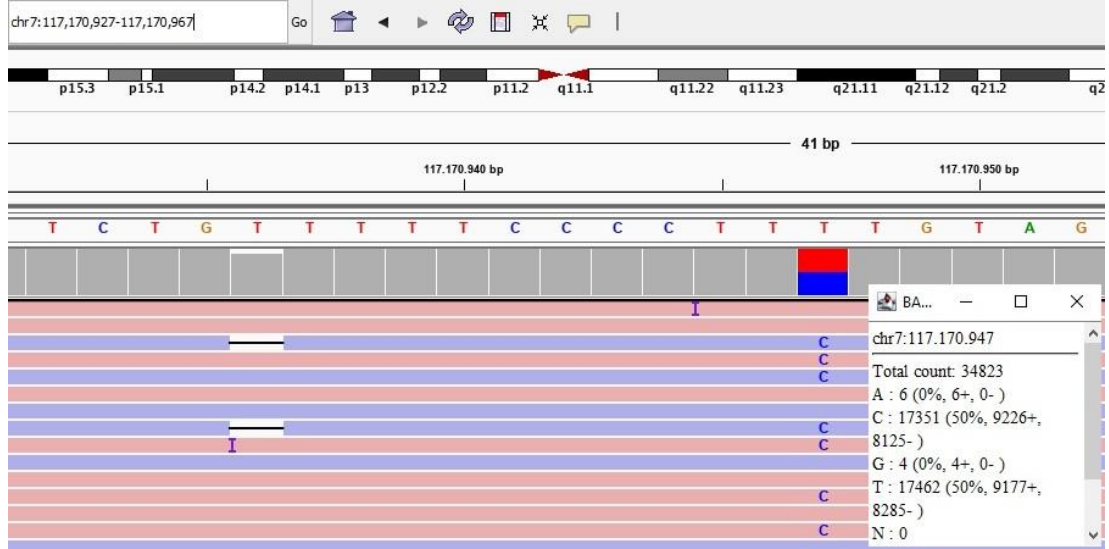 chr7:117,170,927-117,170,967 Go
p15.3 p15.1 p14.2 p14.1 p13 p12.2 p11.2 q11.1 q11.22 q11.23 q21.11 q21.12 q21.2 q2
41 bp
117.170.940 bp 117.170.950 bp
T C T G T T T T T C C C C T T T T G T A G
I
BA...
C
chr7:117.170.947
C
C
Total count: 34823
A : 6 (0%, 6+, 0- )
C : 17351 (50%, 9226+,
C
8125- )
I C
G : 4 (0%, 4+, 0- )
T : 17462 (50%, 9177+,
C
8285- )
C
N : 0